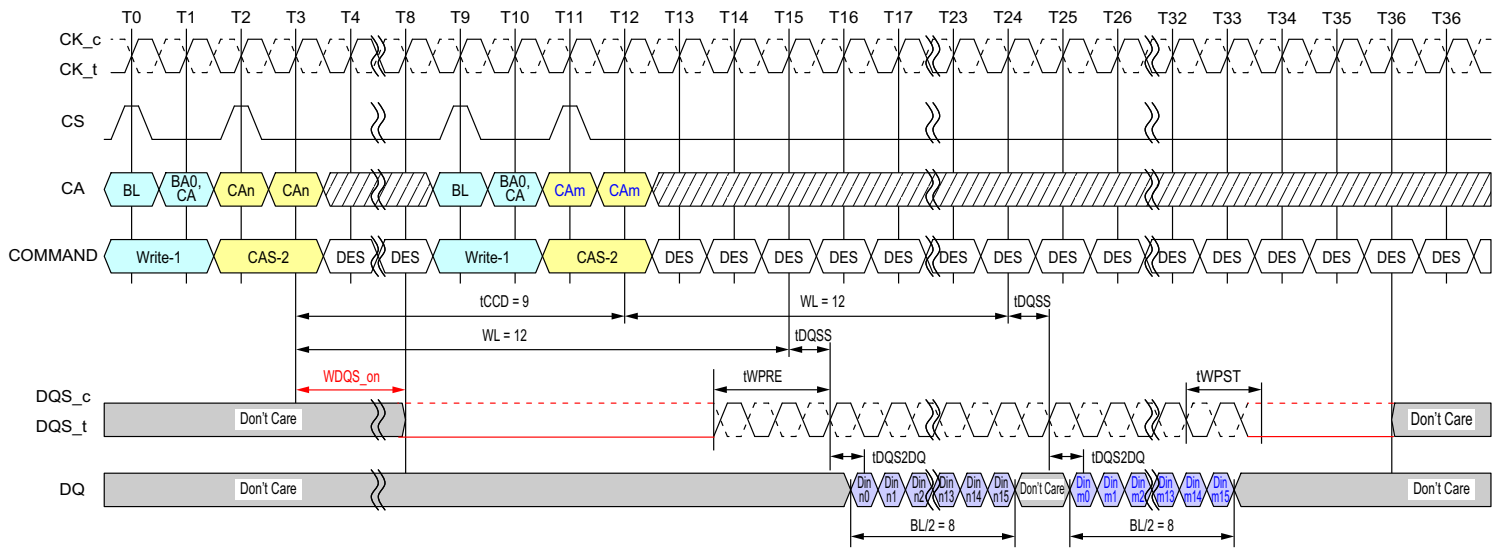 T0 T1 T2 T3 T4 T8 T9 T10 T11 T12 T13 T14 T15 T16 T17 T23 T24 T25 T26 T32 T33 T34 T35 T36 T36
CK_c
CK_t
CS
CA BL BA0, CA CAn CAn BL BA0, CA CAm CAm
COMMAND Write-1 CAS-2 DES DES Write-1 CAS-2 DES DES DES DES DES DES DES DES DES DES DES DES DES DES DES
tCCD = 9 WL = 12 tDQSS
WL = 12 tDQSS
WDQS_on tWPRE tWPST
DQS_c
DQS_t Don't Care Don't Care
tDQS2DQ tDQS2DQ
DQ Don't Care Din n0 Din n1 Din n2 Din n13 Din n14 Din n15 Don't Care Din m0 Din m1 Din m2 Din m13 Din m14 Din m15 Don't Care
BL/2 = 8 BL/2 = 8